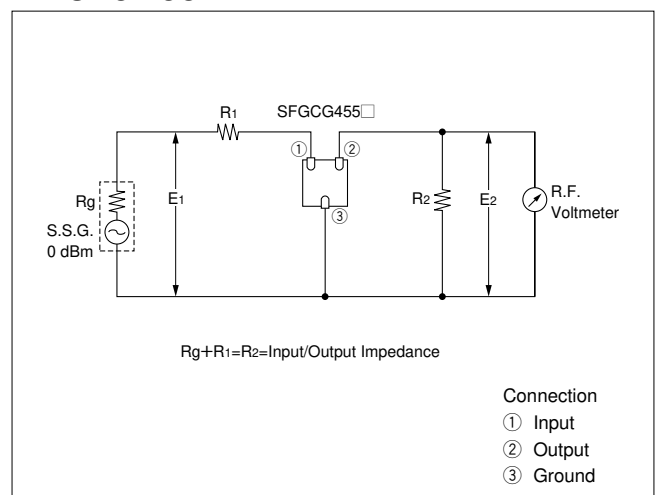 R1
SFGCG455□
① ②
Rg
E1
R2
E2
R.F.
Voltmeter
S.S.G.
0 dBm
③
Rg+R1=R2=Input/Output Impedance
Connection
① Input
② Output
③ Ground